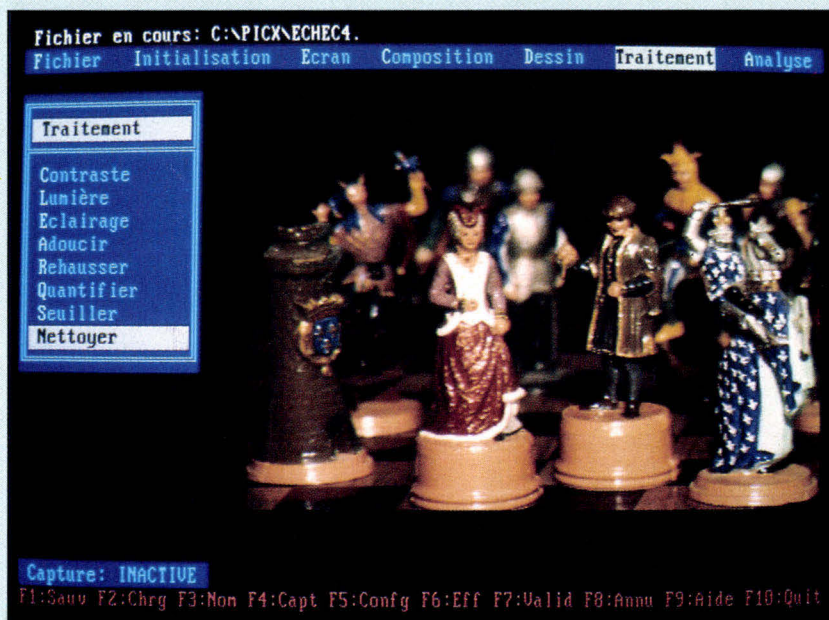 Fichier en cours: C:\PICX\ECHEC4.
Fichier Initialisation Ecran Composition Dessin Traitement Analyse
Traitement
Contraste
Lumière
Eclairage
Adoucir
Rehausser
Quantifier
Seuiller
Nettoyer
Capture: INACTIVE
F1:Sauv F2:Chrg F3:Nom F4:Capt F5:Confg F6:Eff F7:Valid F8:Annu F9:Aide F10:Quit